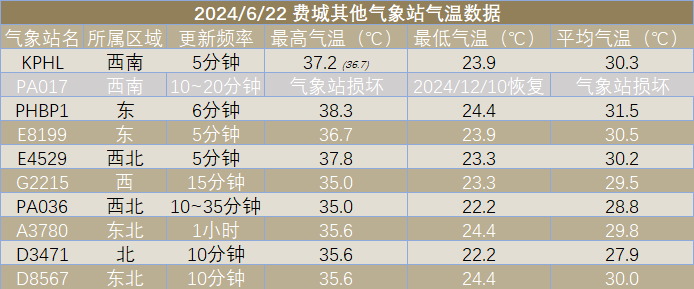 2024/6/22 费城其他气象站气温数据
气象站名 所属区域 更新频率 最高气温（℃） 最低气温（℃） 平均气温（℃）
KPHL 西南 5分钟 37.2 (36.7) 23.9 30.3
PA017 西南 10~20分钟 气象站损坏 2024/12/10恢复 气象站损坏
PHBP1 东 6分钟 38.3 24.4 31.5
E8199 东 5分钟 36.7 23.9 30.5
E4529 西北 5分钟 37.8 23.3 30.2
G2215 西 15分钟 35.0 23.3 29.5
PA036 西北 10~35分钟 35.0 22.2 28.8
A3780 东北 1小时 35.6 24.4 29.8
D3471 北 10分钟 35.6 22.2 27.9
D8567 东北 10分钟 35.6 24.4 30.0